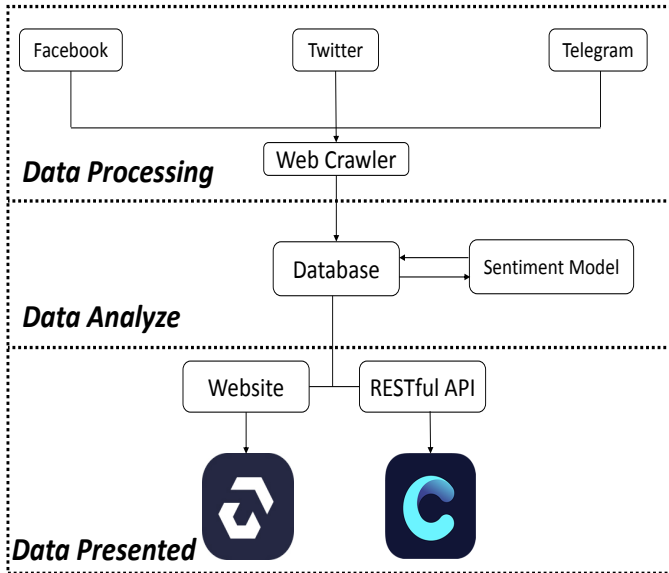 Facebook
Twitter
Telegram
Web Crawler
Data Processing
Database
Sentiment Model
Data Analyze
Website
RESTful API
Data Presented